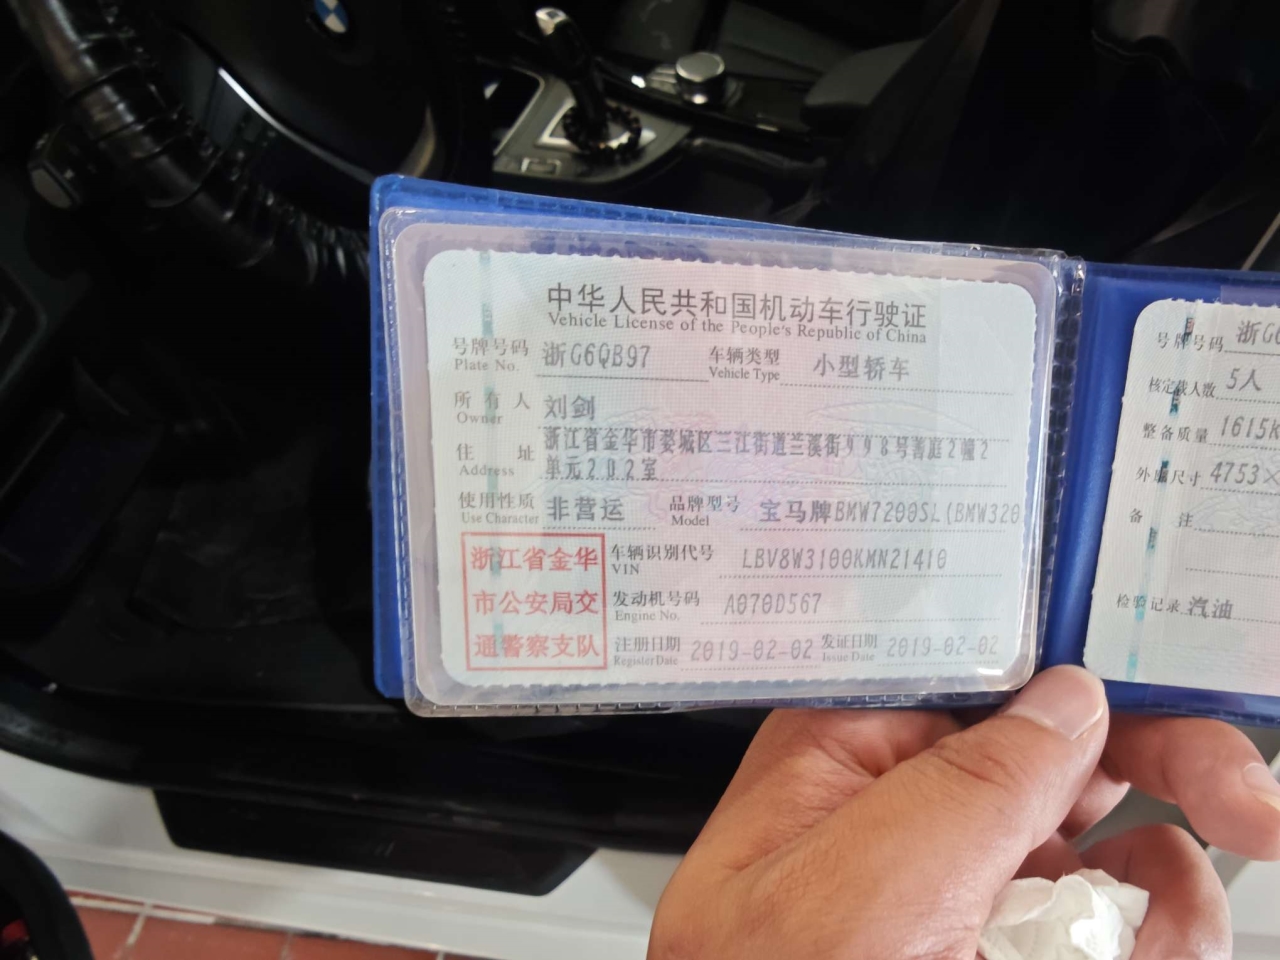 中华人民共和国机动车行驶证
Vehicle License of the People's Republic of China
号牌号码 浙G6QB97 车辆类型 小型轿车
Plate No. Vehicle Type
所有人 刘剑
Owner
住址 浙江省金华市婺城区三江街道兰溪街998号菁庭2幢2
Address 单元202室
使用性质 非营运 品牌型号 宝马牌BMW7200SL(BMW320
Use Character Model
浙江省金华
市公安局交
通警察支队
车辆识别代号 LBV8W3100KMN21410
VIN
发动机号码 A070D567
Engine No.
注册日期 2019-02-02 发证日期 2019-02-02
Register Date Issue Date
号牌号码 浙G
核定载人数 5人
整备质量 1615K
外廓尺寸 4753×
备注
检验记录 汽油